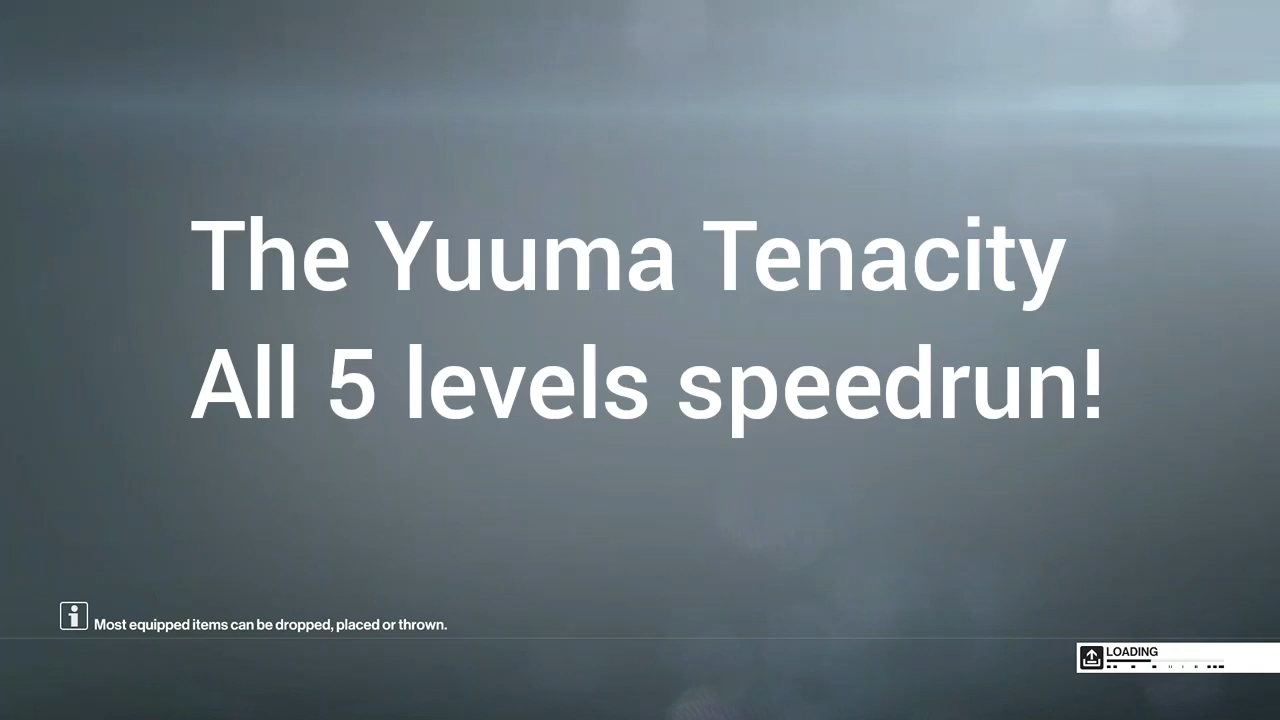 The Yuuma Tenacity
All 5 levels speedrun!
Most equipped items can be dropped, placed or thrown.
LOADING